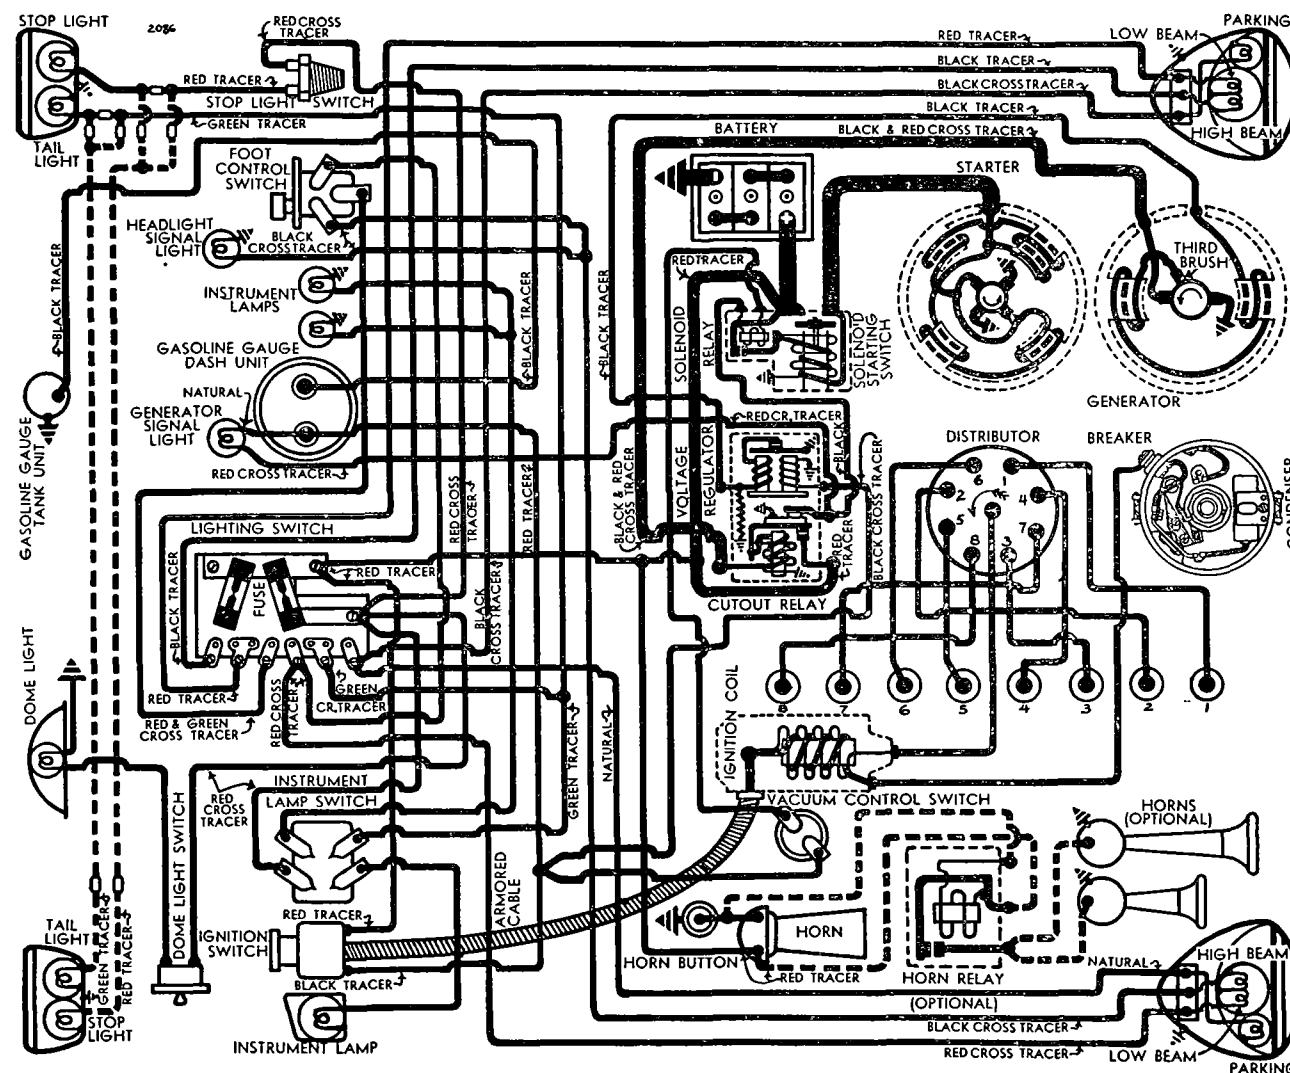 STOP LIGHT
2086
RED CROSS
TRACER
RED TRACER
STOP LIGHT SWITCH
GREEN TRACER
TAIL
LIGHT
FOOT
CONTROL
SWITCH
BLACK
CROSS TRACER
HEADLIGHT
SIGNAL
LIGHT
INSTRUMENT
LAMPS
BLACK TRACER
GASOLINE GAUGE
DASH UNIT
NATURAL
GENERATOR
SIGNAL
LIGHT
RED CROSS TRACER
GASOLINE GAUGE
TANK UNIT
RED TRACER
BLACK TRACER
BLACK CROSS TRACER
BLACK TRACER
BLACK & RED CROSS TRACER
LOW BEAM
PARKING
HIGH BEAM
BATTERY
STARTER
THIRD
BRUSH
GENERATOR
RED TRACER
SOLENOID
RELAY
SOLENOID
STARTING
SWITCH
BLACK TRACER
BLACK TRACER
RED CR. TRACER
BLACK
VOLTAGE
REGULATOR
BLACK & RED
CROSS TRACER
RED
TRACER
BLACK CROSS TRACER
CUTOUT RELAY
DISTRIBUTOR
6
2
4
5
7
8
3
1
BREAKER
CONDENSER
LIGHTING SWITCH
RED CROSS
TRACER
RED TRACER
BLACK TRACER
FUSE
RED TRACER
BLACK
CROSS TRACER
RED TRACER
GREEN
CR. TRACER
RED CROSS
TRACER
RED & GREEN
CROSS TRACER
DOME LIGHT
8
7
6
5
4
3
2
1
IGNITION COIL
GREEN TRACER
NATURAL
RED
CROSS
TRACER
INSTRUMENT
LAMP SWITCH
DOME LIGHT SWITCH
VACUUM CONTROL SWITCH
HORNS
(OPTIONAL)
ARMORED
CABLE
RED TRACER
IGNITION
SWITCH
BLACK TRACER
INSTRUMENT LAMP
TAIL
LIGHT
GREEN TRACER
RED TRACER
STOP
LIGHT
HORN
HORN BUTTON
RED TRACER
HORN RELAY
(OPTIONAL)
NATURAL
HIGH BEAM
BLACK CROSS TRACER
RED CROSS TRACER
LOW BEAM
PARKING